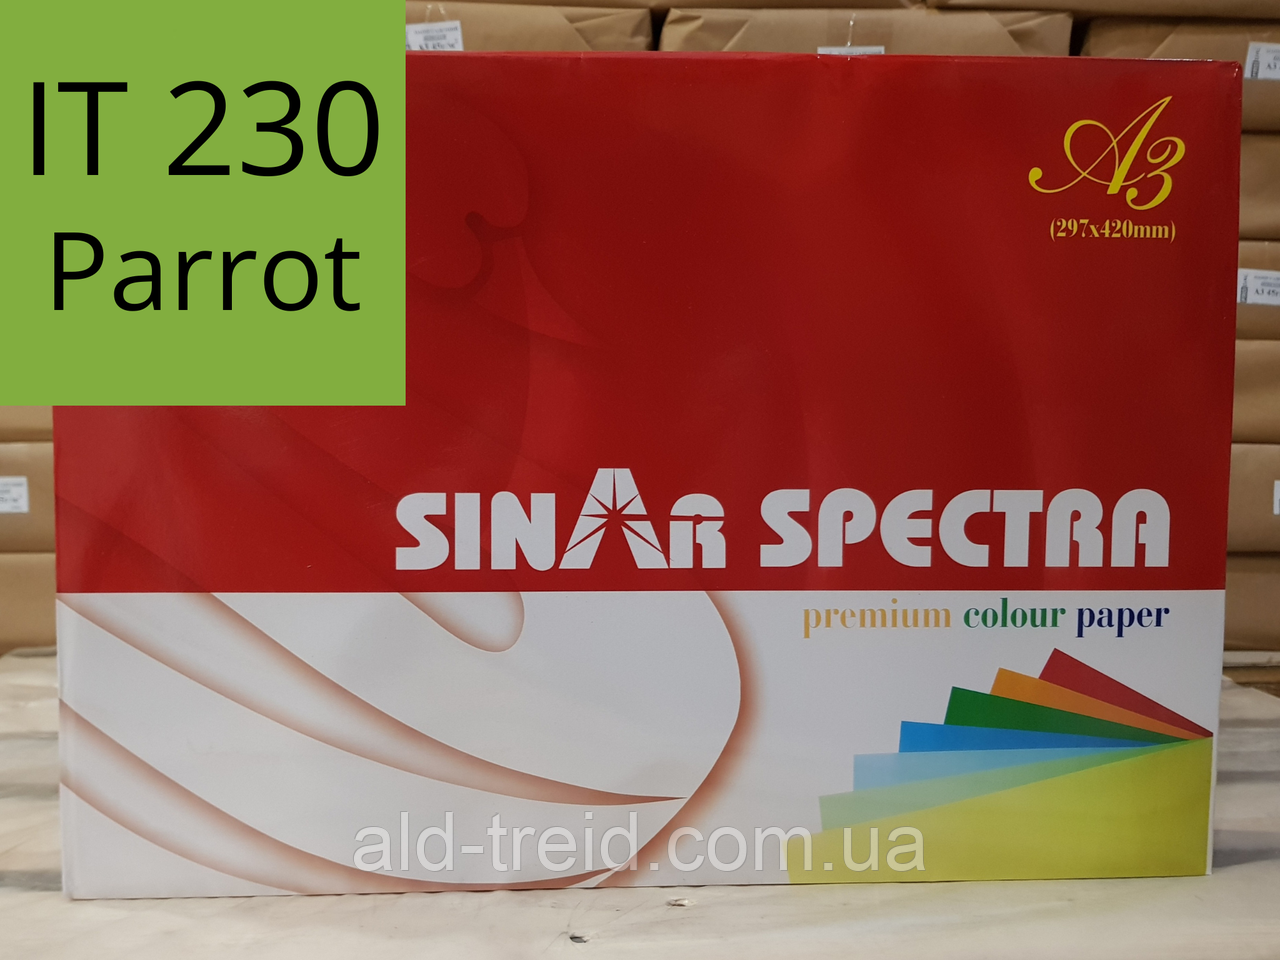 IT 230
Parrot
A3
(297x420mm)
SINAR SPECTRA
premium colour paper
ald-treid.com.ua